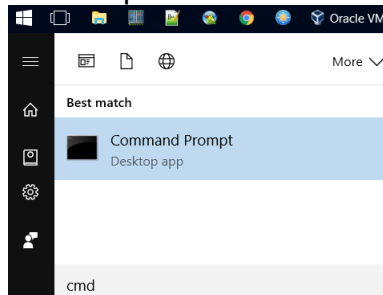 Oracle VM
More
Best match
Command Prompt
Desktop app
cmd